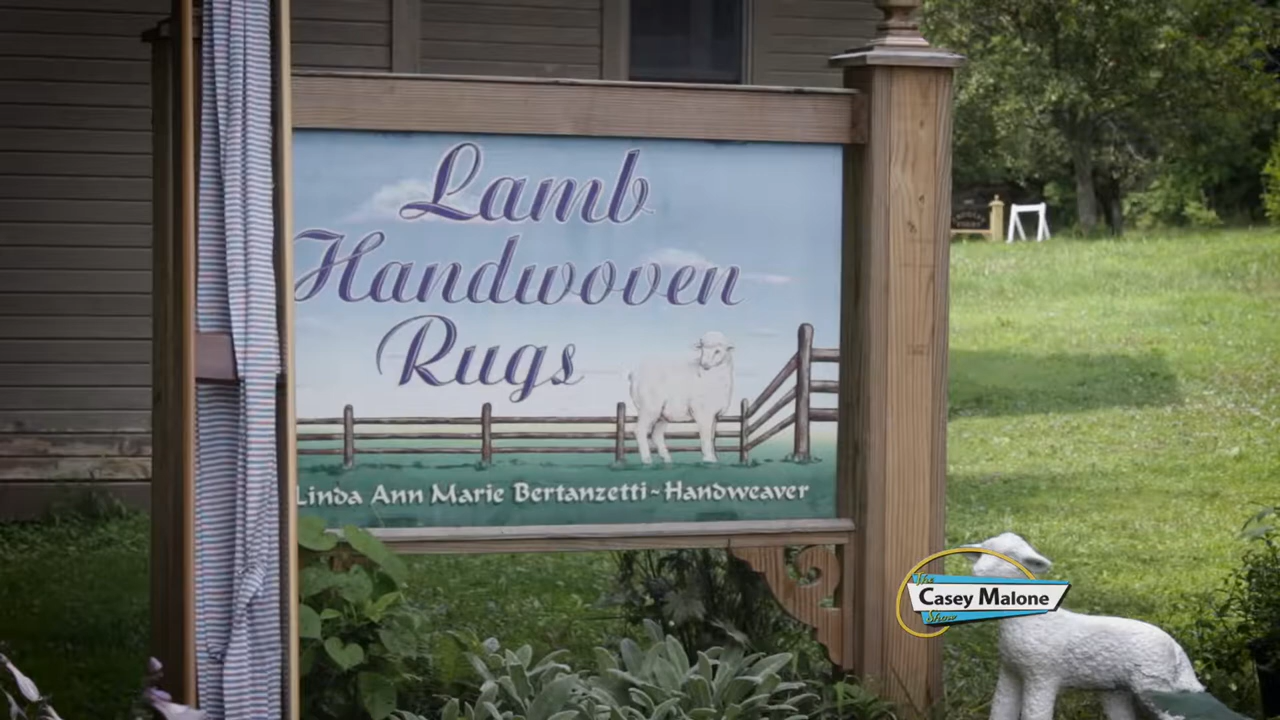 Lamb
Handwoven
Rugs
Linda Ann Marie Bertanzetti~Handweaver
The
Casey Malone
Show